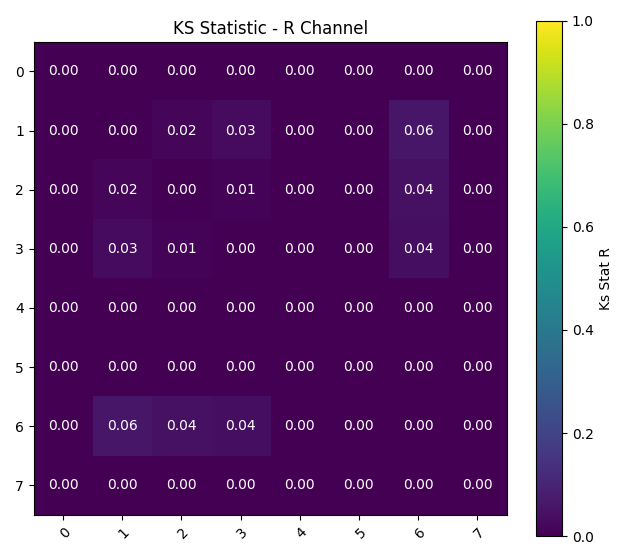 KS Statistic - R Channel
0 0.00 0.00 0.00 0.00 0.00 0.00 0.00 0.00
1 0.00 0.00 0.02 0.03 0.00 0.00 0.06 0.00
2 0.00 0.02 0.00 0.01 0.00 0.00 0.04 0.00
3 0.00 0.03 0.01 0.00 0.00 0.00 0.04 0.00
4 0.00 0.00 0.00 0.00 0.00 0.00 0.00 0.00
5 0.00 0.00 0.00 0.00 0.00 0.00 0.00 0.00
6 0.00 0.06 0.04 0.04 0.00 0.00 0.00 0.00
7 0.00 0.00 0.00 0.00 0.00 0.00 0.00 0.00
0 1 2 3 4 5 6 7
1.0
0.8
0.6
0.4
0.2
0.0
Ks Stat R